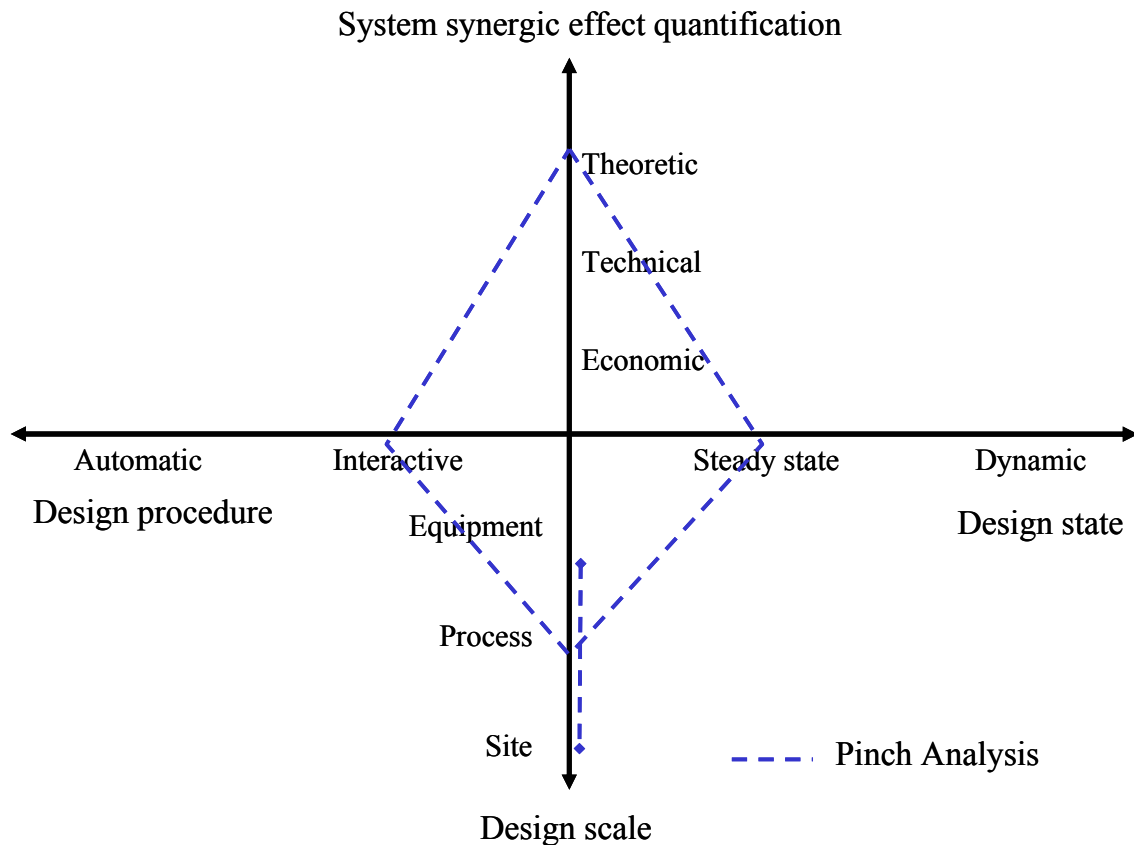 System synergic effect quantification
Theoretic
Technical
Economic
Automatic
Interactive
Steady state
Dynamic
Design procedure
Design state
Equipment
Process
Site
Pinch Analysis
Design scale